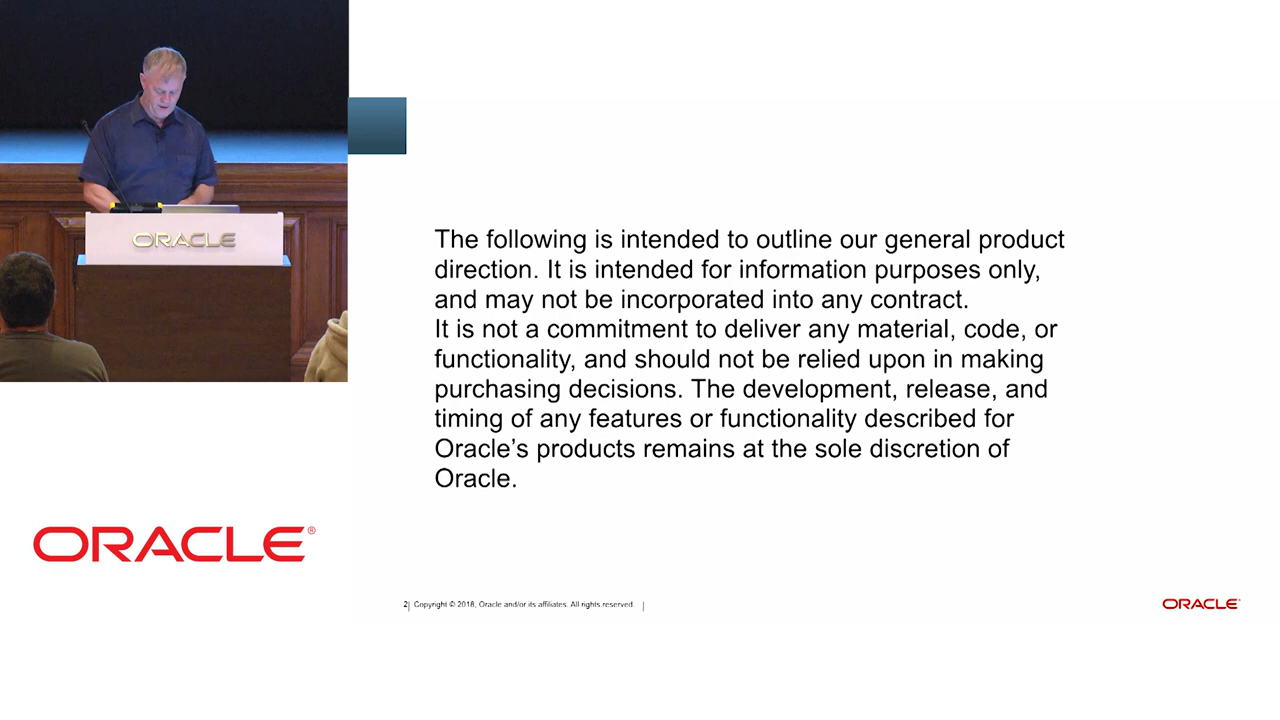 ORACLE
The following is intended to outline our general product
direction. It is intended for information purposes only,
and may not be incorporated into any contract.
It is not a commitment to deliver any material, code, or
functionality, and should not be relied upon in making
purchasing decisions. The development, release, and
timing of any features or functionality described for
Oracle’s products remains at the sole discretion of
Oracle.
ORACLE®
2| Copyright © 2018, Oracle and/or its affiliates. All rights reserved. |
ORACLE®